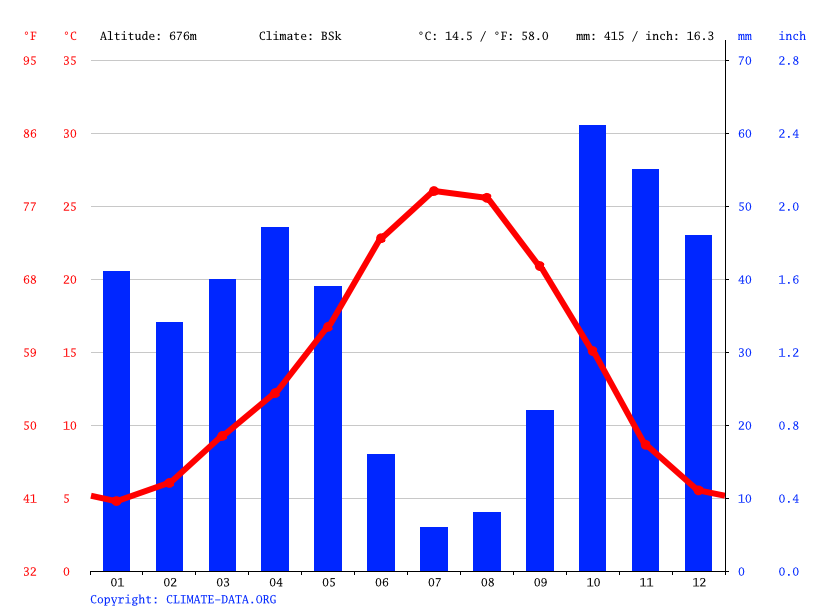 °F °C Altitude: 676m Climate: BSk °C: 14.5 / °F: 58.0 mm: 415 / inch: 16.3 mm inch
95 35 70 2.8
86 30 60 2.4
77 25 50 2.0
68 20 40 1.6
59 15 30 1.2
50 10 20 0.8
41 5 10 0.4
32 0 0 0.0
01 02 03 04 05 06 07 08 09 10 11 12
Copyright: CLIMATE-DATA.ORG